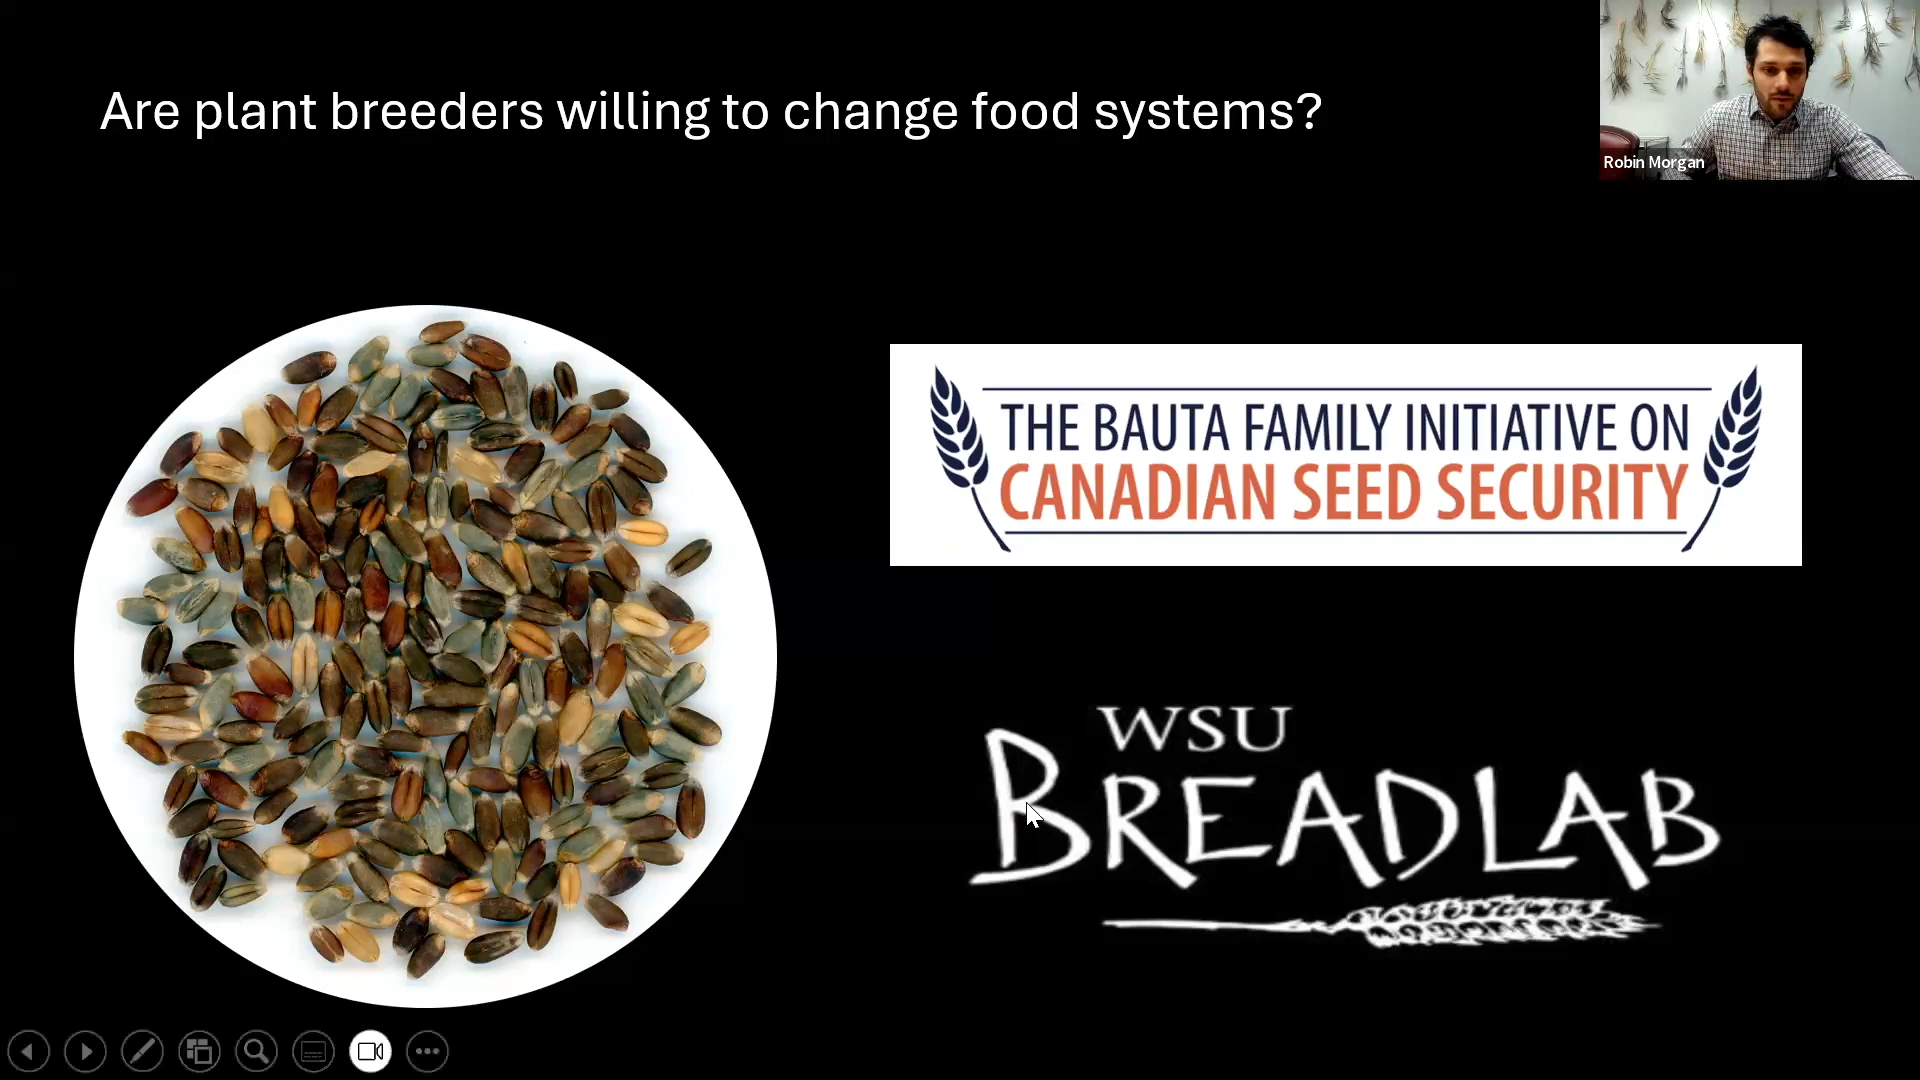 Are plant breeders willing to change food systems?
Robin Morgan
THE BAUTA FAMILY INITIATIVE ON
CANADIAN SEED SECURITY
WSU
BREADLAB